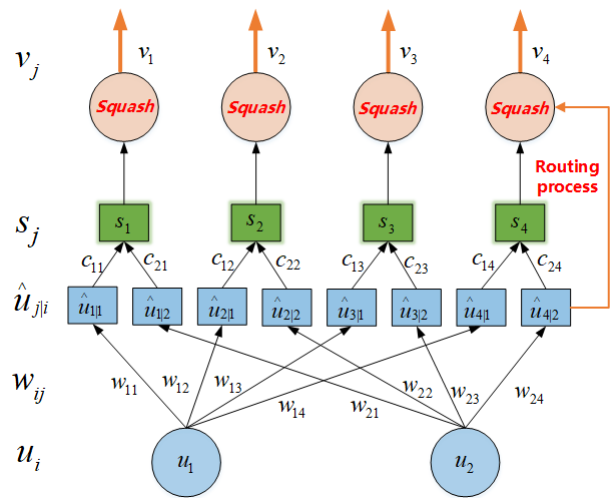 v_j v_1 v_2 v_3 v_4
Squash Squash Squash Squash
Routing
process
s_j s_1 s_2 s_3 s_4
c_11 c_21 c_12 c_22 c_13 c_23 c_14 c_24
û_j|i û_1|1 û_1|2 û_2|1 û_2|2 û_3|1 û_3|2 û_4|1 û_4|2
w_ij w_11 w_12 w_13 w_14 w_21 w_22 w_23 w_24
u_i u_1 u_2